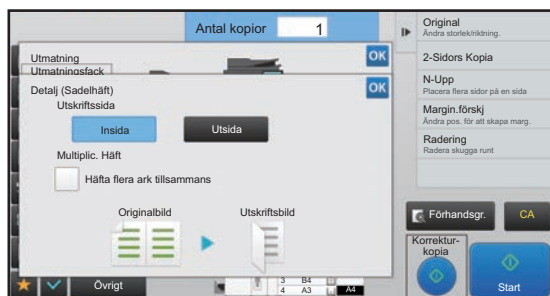 Antal kopior 1
Original
Ändra storlek/riktning.
2-Sidors Kopia
N-Upp
Placera flera sidor på en sida
Margin.förskj
Ändra pos. för att skapa marg.
Radering
Radera skugga runt
Utmatning
OK
Utmatningsfack
Detalj (Sadelhäft)
OK
Utskriftssida
Insida
Utsida
Multiplic. Häft
Häfta flera ark tillsammans
Originalbild
Utskriftsbild
Förhandsgr.
CA
Korrektur-
kopia
Start
Övrigt
3 B4
4 A3
A4